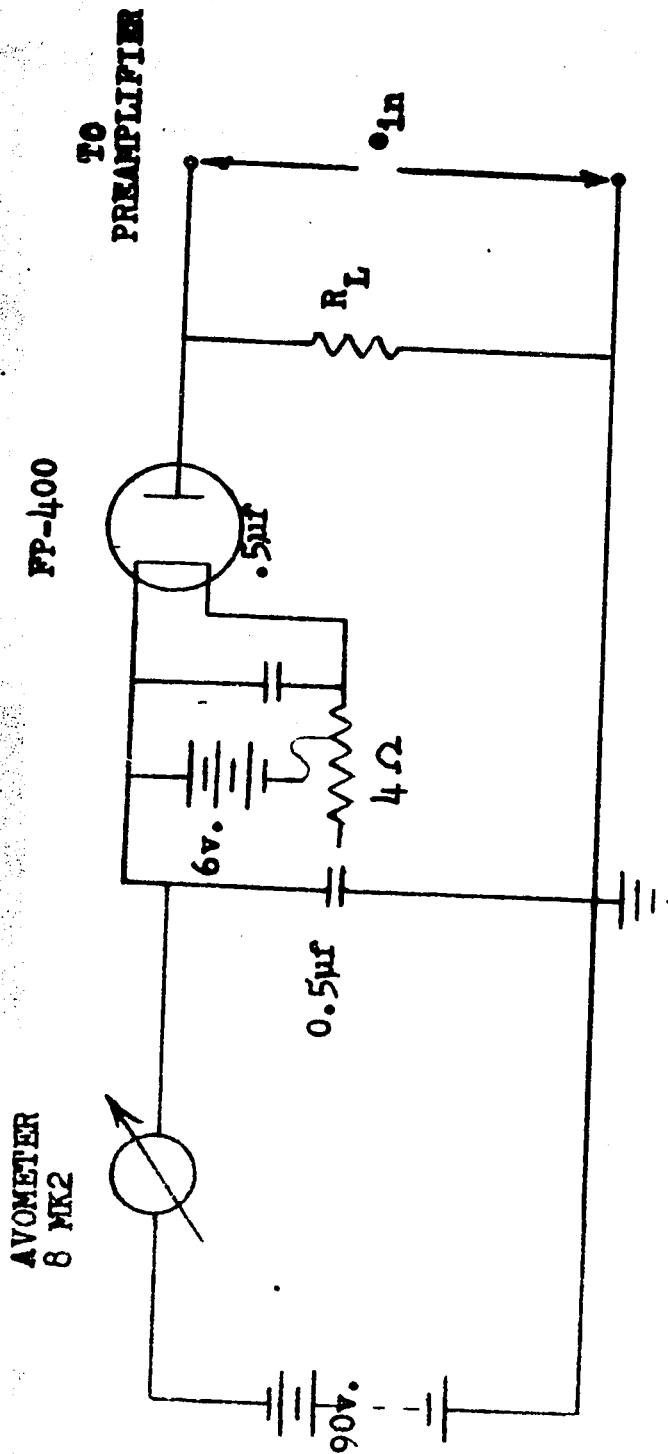 AVOMETER
8 MK2
90v.
6v.
0.5µf
4Ω
FP-400
.5µf
R_L
TO
PREAMPLIFIER
e_in